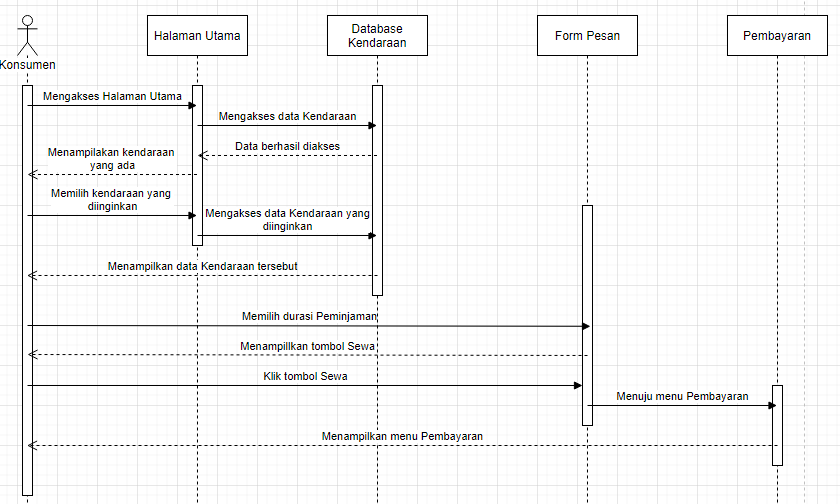 Konsumen
Halaman Utama
Database
Kendaraan
Form Pesan
Pembayaran
Mengakses Halaman Utama
Mengakses data Kendaraan
Data berhasil diakses
Menampilakan kendaraan
yang ada
Memilih kendaraan yang
diinginkan
Mengakses data Kendaraan yang
diinginkan
Menampilkan data Kendaraan tersebut
Memilih durasi Peminjaman
Menampillkan tombol Sewa
Klik tombol Sewa
Menuju menu Pembayaran
Menampilkan menu Pembayaran